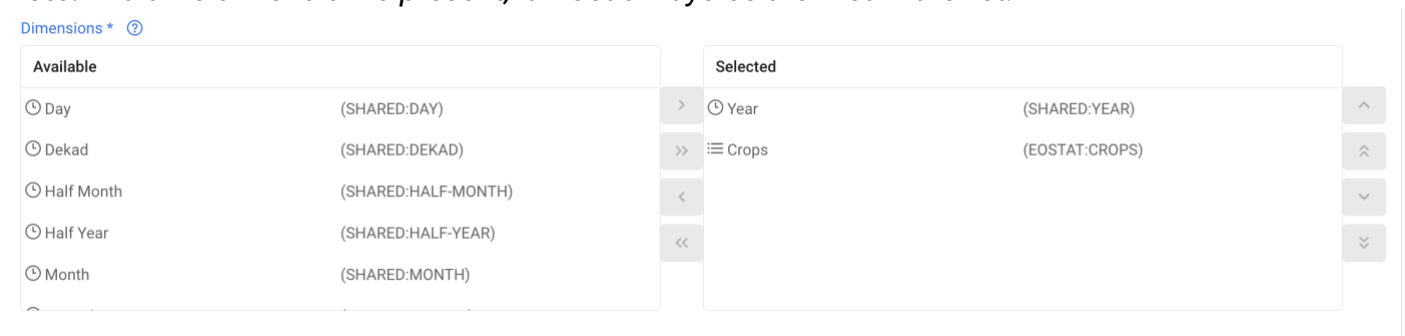 Dimensions *
Available
Selected
Day (SHARED:DAY)
Year (SHARED:YEAR)
Dekad (SHARED:DEKAD)
Crops (EOSTAT:CROPS)
Half Month (SHARED:HALF-MONTH)
Half Year (SHARED:HALF-YEAR)
Month (SHARED:MONTH)